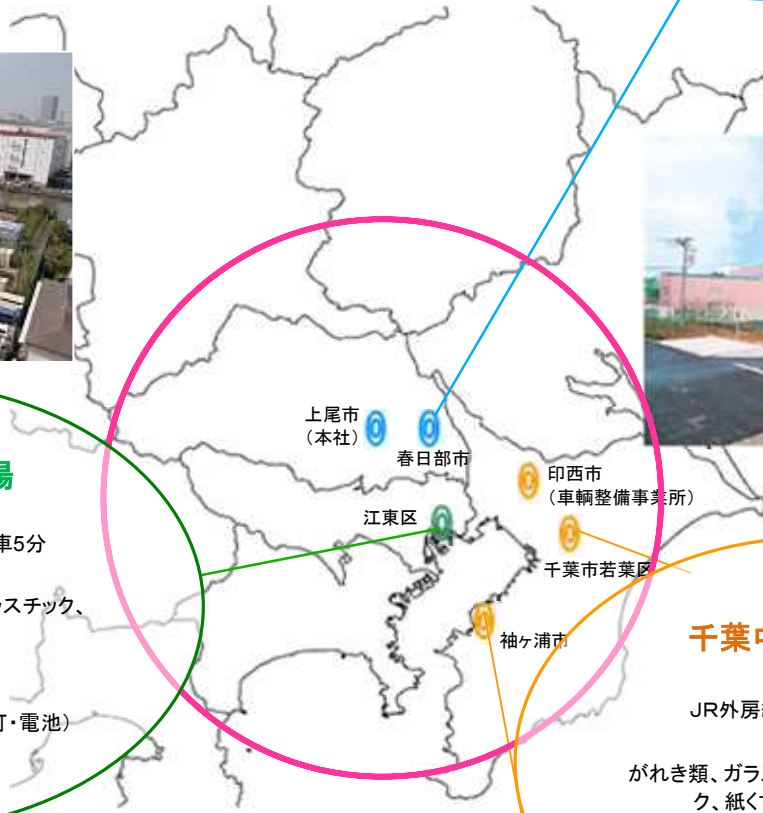 上尾市
（本社）
春日部市
印西市
（車輌整備事業所）
江東区
千葉市若葉区
袖ヶ浦市
場
車5分
スチック、
・電池）
千葉中
JR外房
がれき類、ガラ
ク、紙く